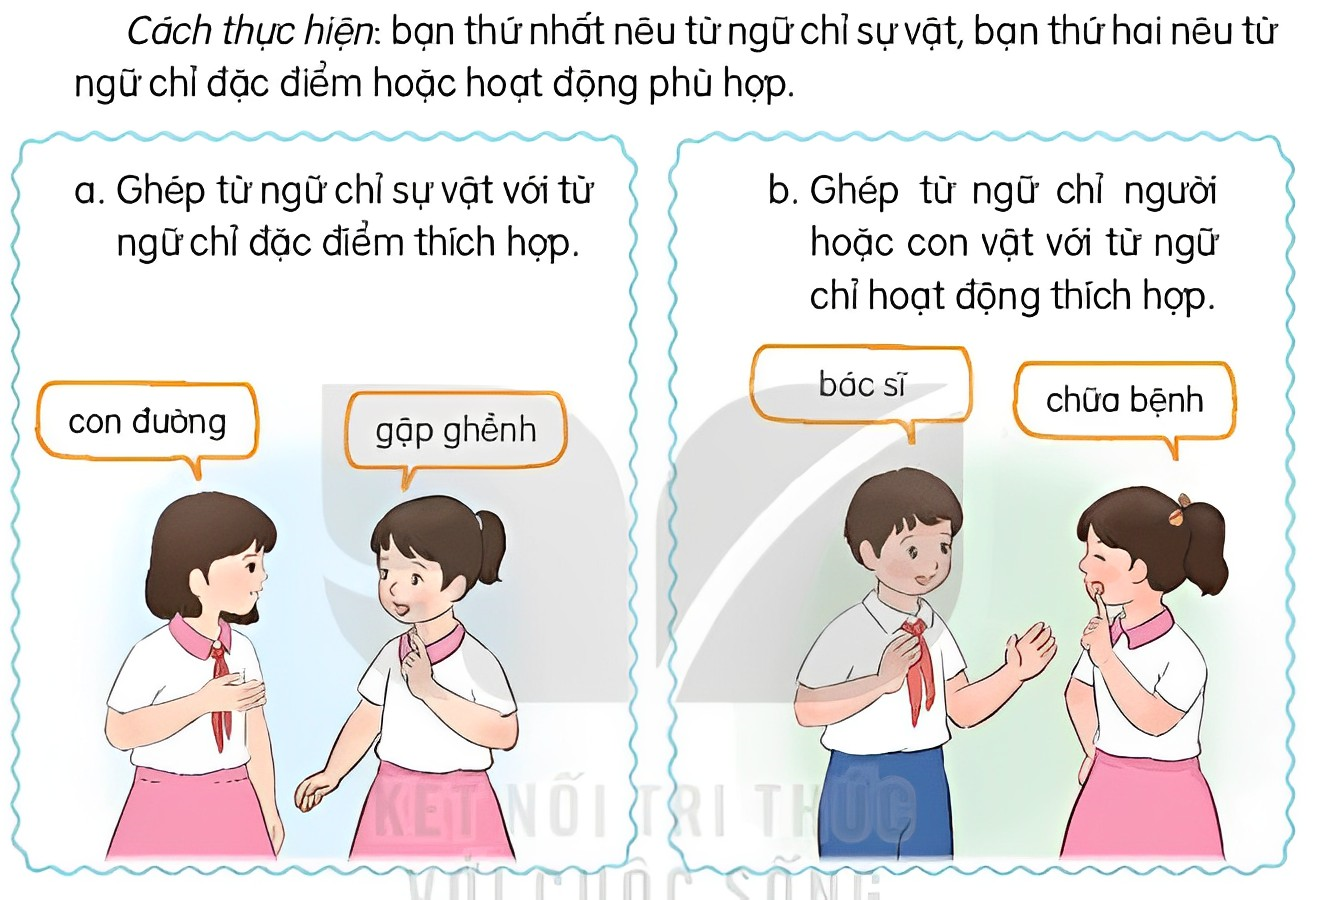 Cách thực hiện: bạn thứ nhất nêu từ ngữ chỉ sự vật, bạn thứ hai nêu từ
ngữ chỉ đặc điểm hoặc hoạt động phù hợp.
a. Ghép từ ngữ chỉ sự vật với từ
ngữ chỉ đặc điểm thích hợp.
con đường
gập ghềnh
b. Ghép từ ngữ chỉ người
hoặc con vật với từ ngữ
chỉ hoạt động thích hợp.
bác sĩ
chữa bệnh
KẾT NỐI TRI THỨC
VỚI CUỘC SỐNG